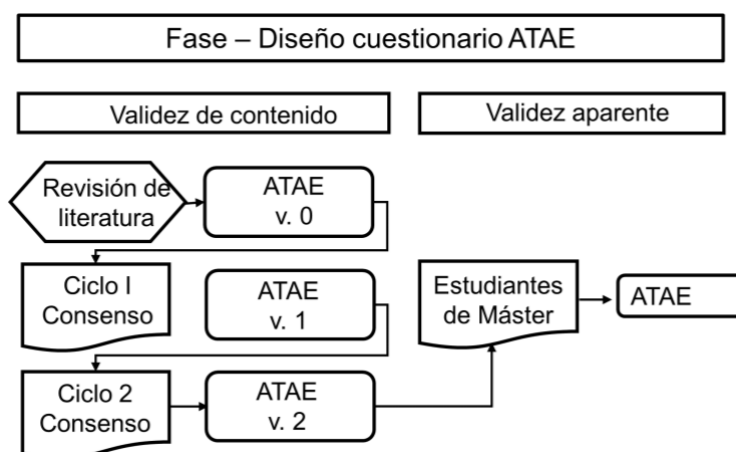 Fase – Diseño cuestionario ATAE
Validez de contenido
Validez aparente
Revisión de
literatura
ATAE
v. 0
Ciclo I
Consenso
ATAE
v. 1
Estudiantes
de Máster
ATAE
Ciclo 2
Consenso
ATAE
v. 2